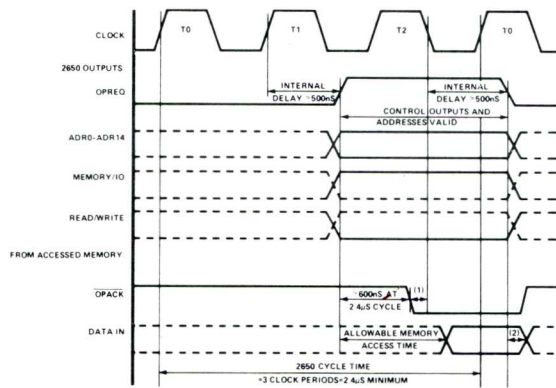 CLOCK T0 T1 T2 T0
2650 OUTPUTS:
OPREQ
INTERNAL
DELAY ~500nS
INTERNAL
DELAY ~500nS
CONTROL OUTPUTS AND
ADDRESSES VALID
ADR0-ADR14
MEMORY/IO
READ/WRITE
FROM ACCESSED MEMORY:
OPACK
~600nS AT
2.4µS CYCLE
(1)
DATA IN
ALLOWABLE MEMORY
ACCESS TIME
(2)
2650 CYCLE TIME
=3 CLOCK PERIODS=2.4µS MINIMUM